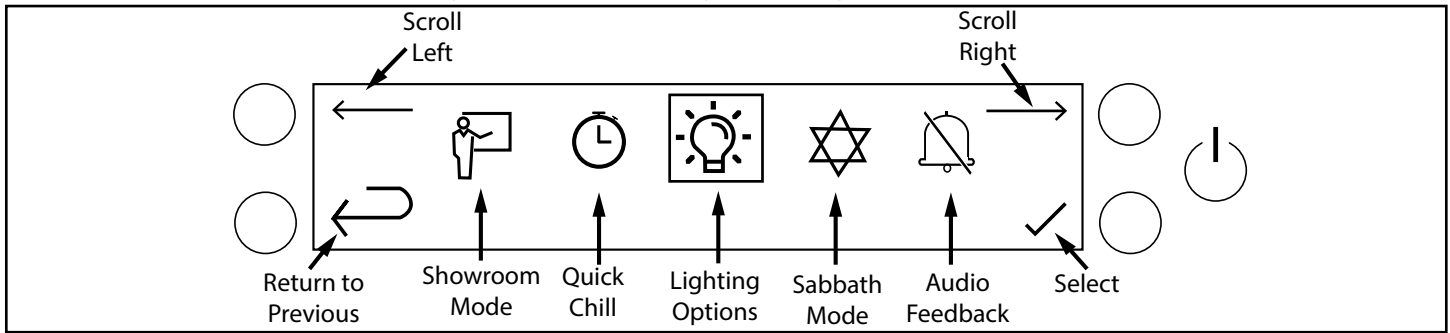 Scroll
Left
Scroll
Right
Return to
Previous
Showroom
Mode
Quick
Chill
Lighting
Options
Sabbath
Mode
Audio
Feedback
Select